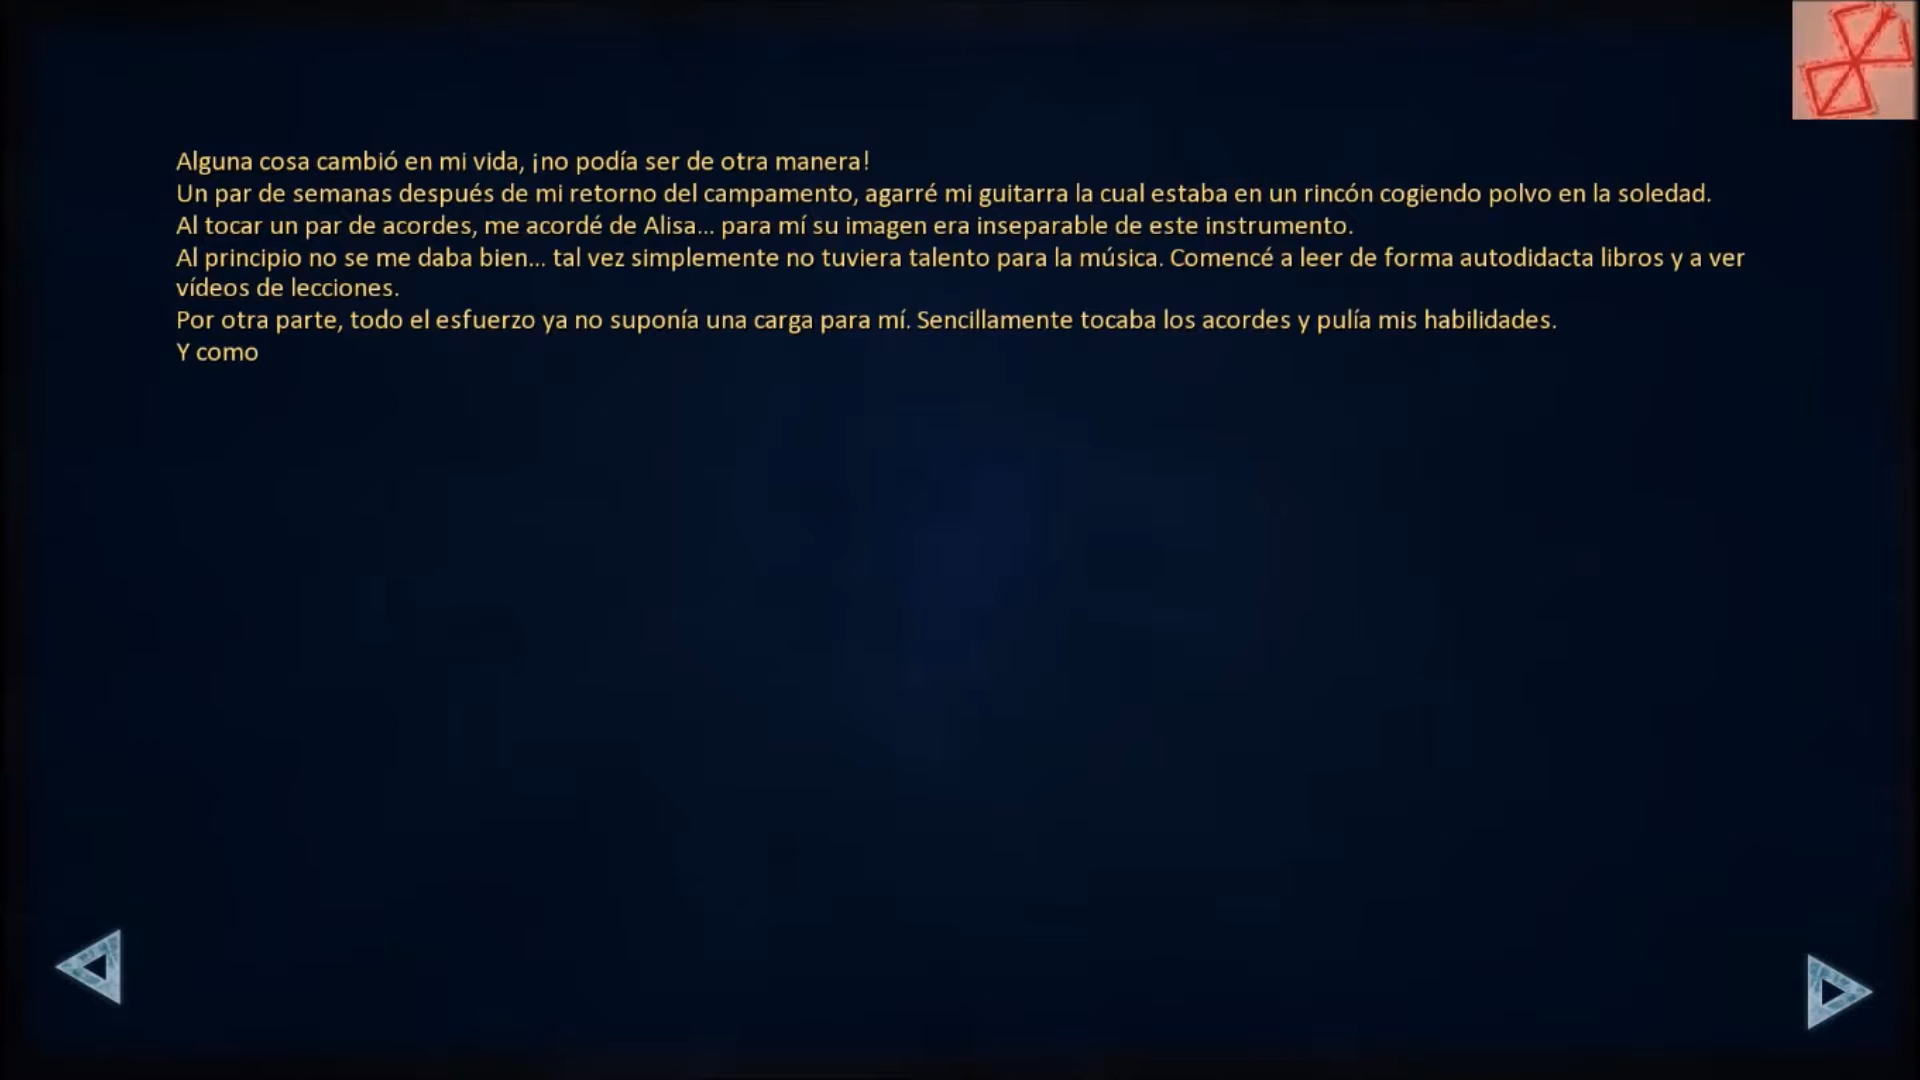 Alguna cosa cambió en mi vida, ¡no podía ser de otra manera!
Un par de semanas después de mi retorno del campamento, agarré mi guitarra la cual estaba en un rincón cogiendo polvo en la soledad.
Al tocar un par de acordes, me acordé de Alisa... para mí su imagen era inseparable de este instrumento.
Al principio no se me daba bien... tal vez simplemente no tuviera talento para la música. Comencé a leer de forma autodidacta libros y a ver
vídeos de lecciones.
Por otra parte, todo el esfuerzo ya no suponía una carga para mí. Sencillamente tocaba los acordes y pulía mis habilidades.
Y como